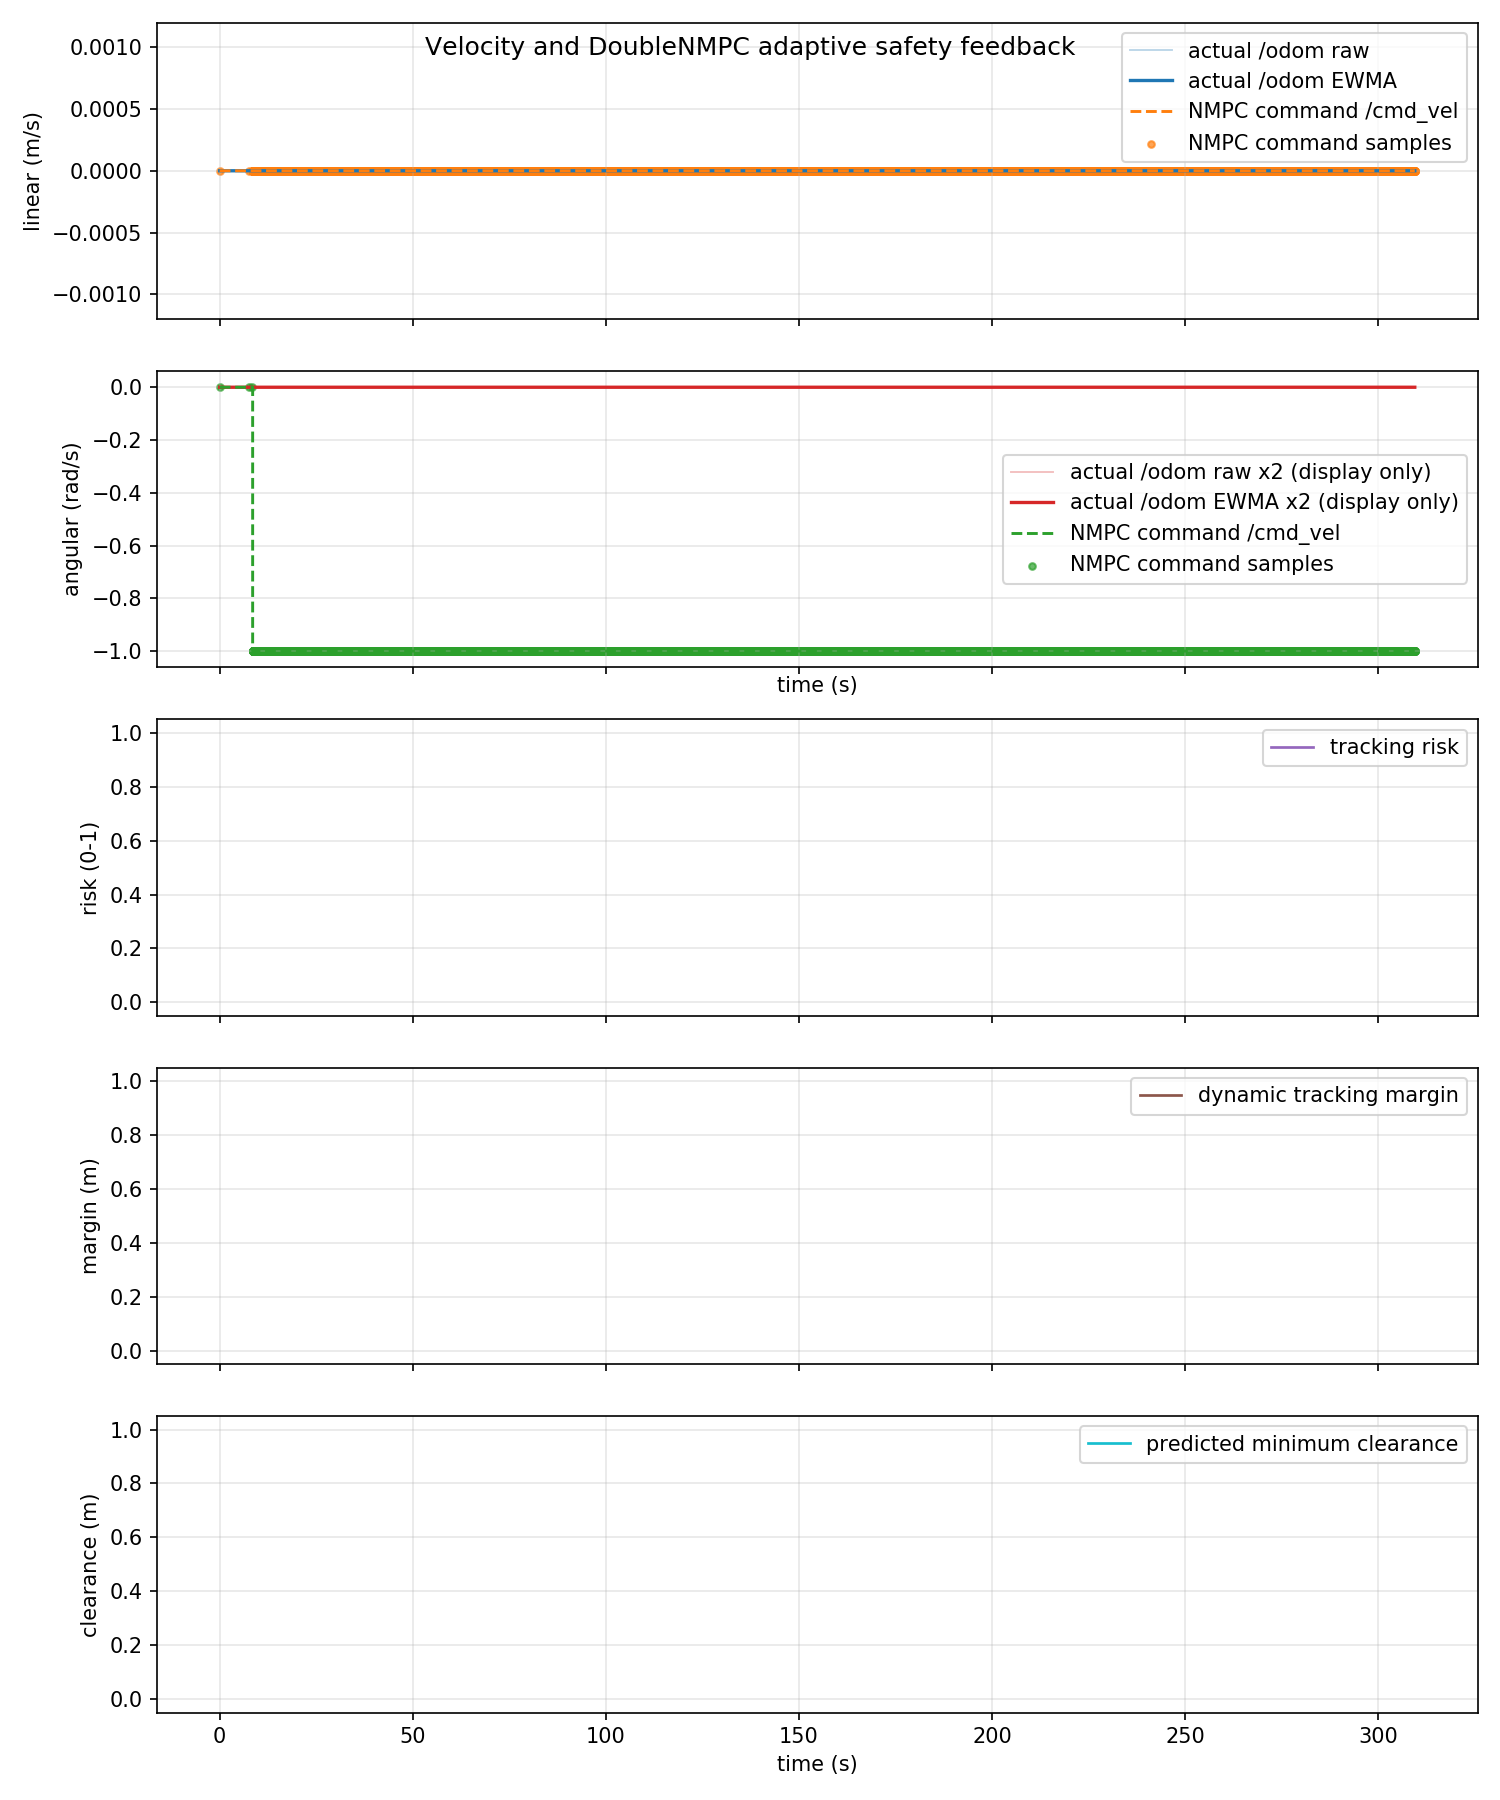 Velocity and DoubleNMPC adaptive safety feedback
linear (m/s)
0.0010
0.0005
0.0000
−0.0005
−0.0010
actual /odom raw
actual /odom EWMA
NMPC command /cmd_vel
NMPC command samples
angular (rad/s)
0.0
−0.2
−0.4
−0.6
−0.8
−1.0
actual /odom raw x2 (display only)
actual /odom EWMA x2 (display only)
NMPC command /cmd_vel
NMPC command samples
time (s)
risk (0-1)
1.0
0.8
0.6
0.4
0.2
0.0
tracking risk
margin (m)
1.0
0.8
0.6
0.4
0.2
0.0
dynamic tracking margin
clearance (m)
1.0
0.8
0.6
0.4
0.2
0.0
predicted minimum clearance
0 50 100 150 200 250 300
time (s)